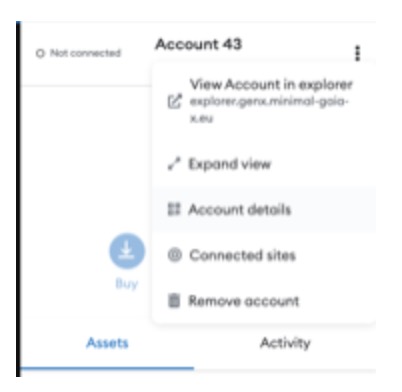 Not connected
Account 43
View Account in explorer
explorer.genx.minimal-gaia-
x.eu
Expand view
Account details
Connected sites
Buy
Remove account
Assets
Activity